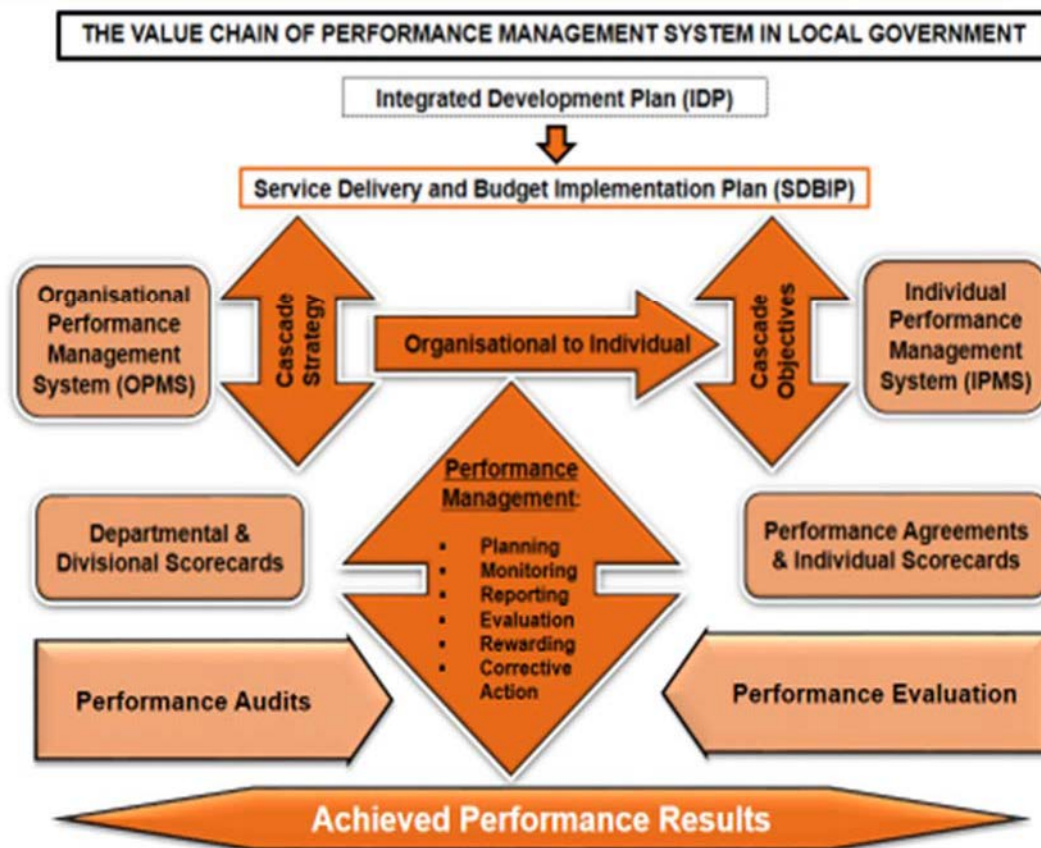 THE VALUE CHAIN OF PERFORMANCE MANAGEMENT SYSTEM IN LOCAL GOVERNMENT
Integrated Development Plan (IDP)
Service Delivery and Budget Implementation Plan (SDBIP)
Organisational
Performance
Management
System (OPMS)
Cascade
Strategy
Organisational to Individual
Cascade
Objectives
Individual
Performance
Management
System (IPMS)
Departmental &
Divisional Scorecards
Performance
Management:
▪ Planning
▪ Monitoring
▪ Reporting
▪ Evaluation
▪ Rewarding
▪ Corrective
Action
Performance Agreements
& Individual Scorecards
Performance Audits
Performance Evaluation
Achieved Performance Results